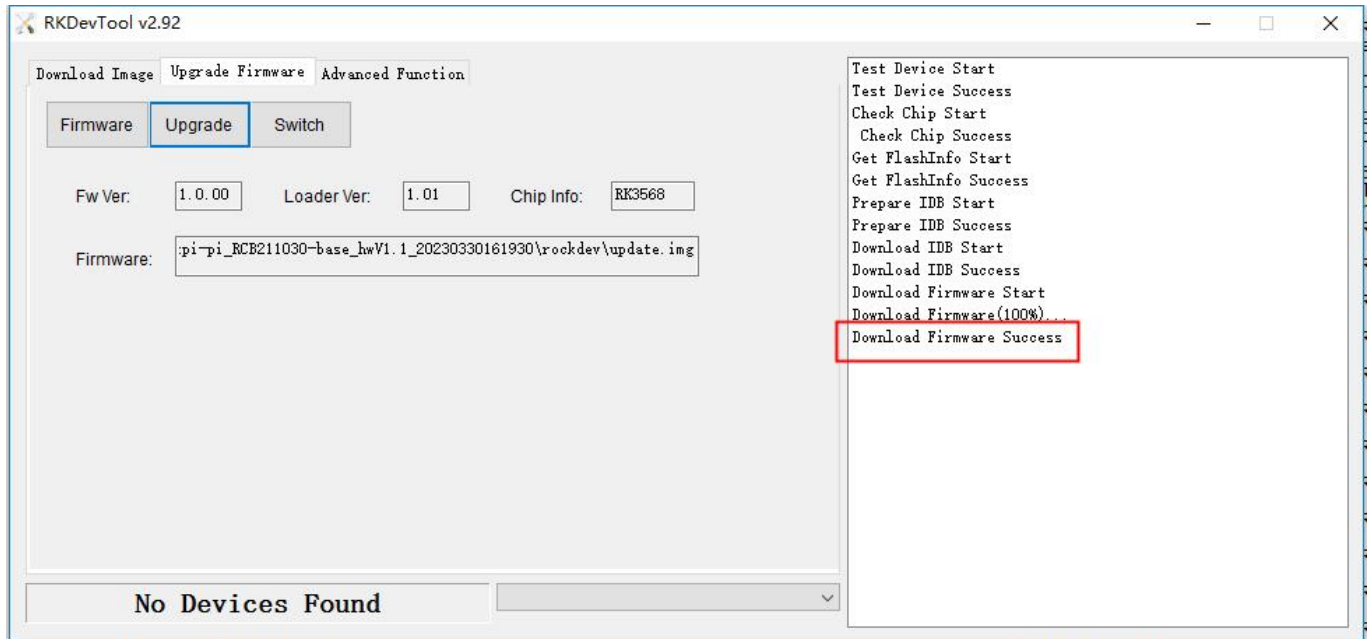 RKDevTool v2.92
Download Image Upgrade Firmware Advanced Function
Firmware Upgrade Switch
Fw Ver: 1.0.00 Loader Ver: 1.01 Chip Info: RK3568
Firmware: :pi-pi_RCB211030-base_hwV1.1_20230330161930\rockdev\update.img
No Devices Found
Test Device Start
Test Device Success
Check Chip Start
Check Chip Success
Get FlashInfo Start
Get FlashInfo Success
Prepare IDB Start
Prepare IDB Success
Download IDB Start
Download IDB Success
Download Firmware Start
Download Firmware(100%)...
Download Firmware Success